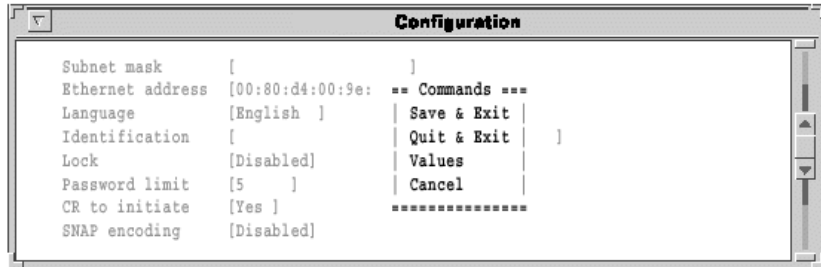 Configuration
Subnet mask [ ]
Ethernet address [00:80:d4:00:9e: == Commands ===
Language [English ] | Save & Exit |
Identification [ | Quit & Exit | ]
Lock [Disabled] | Values |
Password limit [5 ] | Cancel |
CR to initiate [Yes ] ===============
SNAP encoding [Disabled]